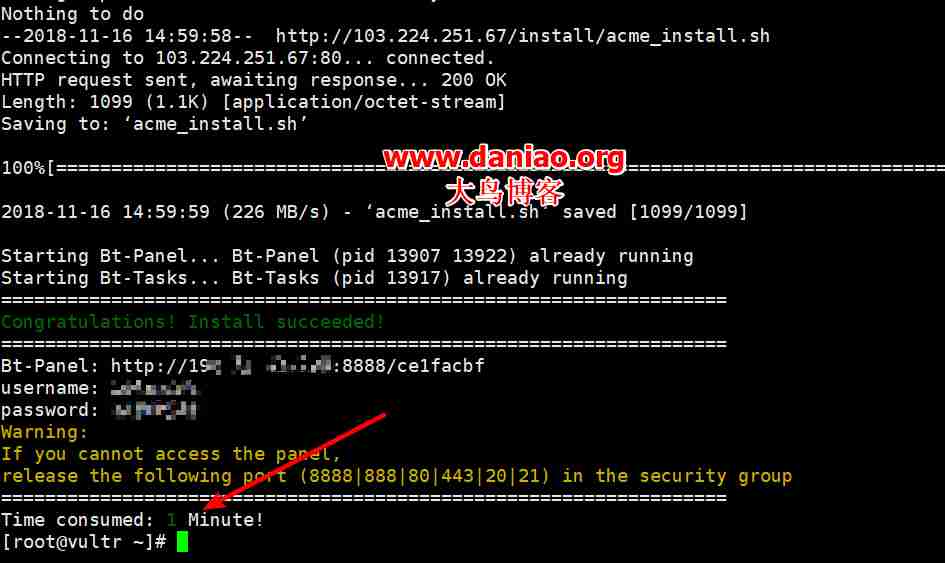 Nothing to do
--2018-11-16 14:59:58-- http://103.224.251.67/install/acme_install.sh
Connecting to 103.224.251.67:80... connected.
HTTP request sent, awaiting response... 200 OK
Length: 1099 (1.1K) [application/octet-stream]
Saving to: ‘acme_install.sh’
www.daniao.org
100%[==================================================================================
大鸟博客
2018-11-16 14:59:59 (226 MB/s) - ‘acme_install.sh’ saved [1099/1099]
Starting Bt-Panel... Bt-Panel (pid 13907 13922) already running
Starting Bt-Tasks... Bt-Tasks (pid 13917) already running
==================================================================
Congratulations! Install succeeded!
==================================================================
Bt-Panel: http://19 :8888/ce1facbf
username:
password:
Warning:
If you cannot access the panel,
release the following port (8888|888|80|443|20|21) in the security group
==================================================================
Time consumed: 1 Minute!
[root@vultr ~]#